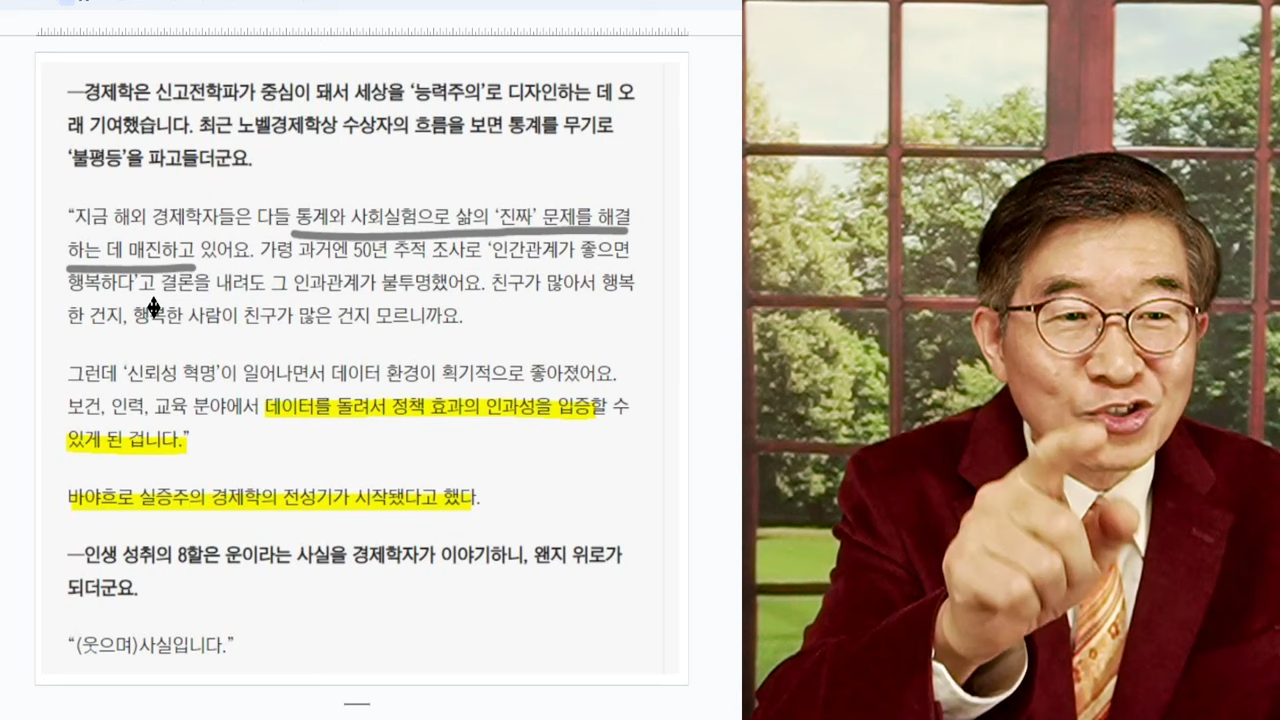 —경제학은 신고전학파가 중심이 돼서 세상을 ‘능력주의’로 디자인하는 데 오
래 기여했습니다. 최근 노벨경제학상 수상자의 흐름을 보면 통계를 무기로
‘불평등’을 파고들더군요.
“지금 해외 경제학자들은 다들 통계와 사회실험으로 삶의 ‘진짜’ 문제를 해결
하는 데 매진하고 있어요. 가령 과거엔 50년 추적 조사로 ‘인간관계가 좋으면
행복하다’고 결론을 내려도 그 인과관계가 불투명했어요. 친구가 많아서 행복
한 건지, 행복한 사람이 친구가 많은 건지 모르니까요.
그런데 ‘신뢰성 혁명’이 일어나면서 데이터 환경이 획기적으로 좋아졌어요.
보건, 인력, 교육 분야에서 데이터를 돌려서 정책 효과의 인과성을 입증할 수
있게 된 겁니다.”
바야흐로 실증주의 경제학의 전성기가 시작됐다고 했다.
—인생 성취의 8할은 운이라는 사실을 경제학자가 이야기하니, 왠지 위로가
되더군요.
“(웃으며)사실입니다.”